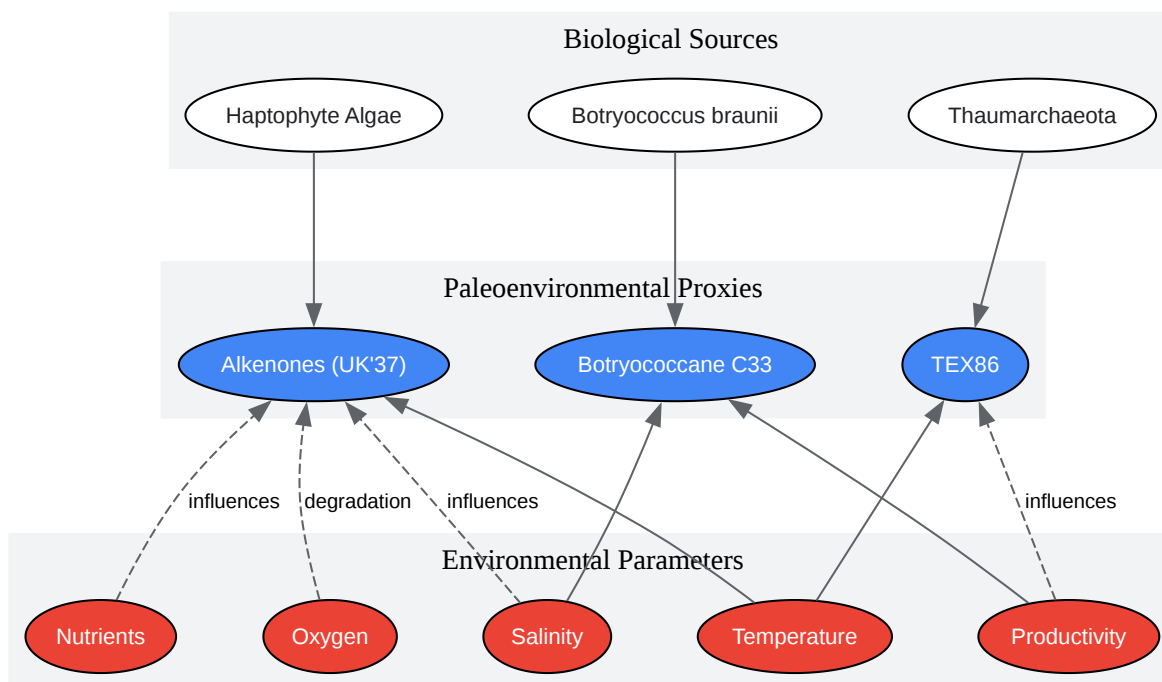 Biological Sources
Haptophyte Algae
Botryococcus braunii
Thaumarchaeota
Paleoenvironmental Proxies
Alkenones (UK'37)
Botryococcane C33
TEX86
influences
degradation
influences
influences
Environmental Parameters
Nutrients
Oxygen
Salinity
Temperature
Productivity